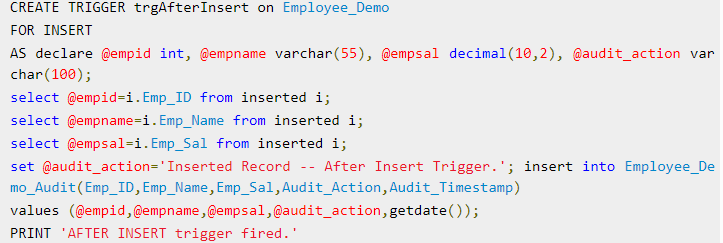 CREATE TRIGGER trgAfterInsert on Employee_Demo
FOR INSERT
AS declare @empid int, @empname varchar(55), @empsal decimal(10,2), @audit_action var
char(100);
select @empid=i.Emp_ID from inserted i;
select @empname=i.Emp_Name from inserted i;
select @empsal=i.Emp_Sal from inserted i;
set @audit_action='Inserted Record -- After Insert Trigger.'; insert into Employee_De
mo_Audit(Emp_ID,Emp_Name,Emp_Sal,Audit_Action,Audit_Timestamp)
values (@empid,@empname,@empsal,@audit_action,getdate());
PRINT 'AFTER INSERT trigger fired.'